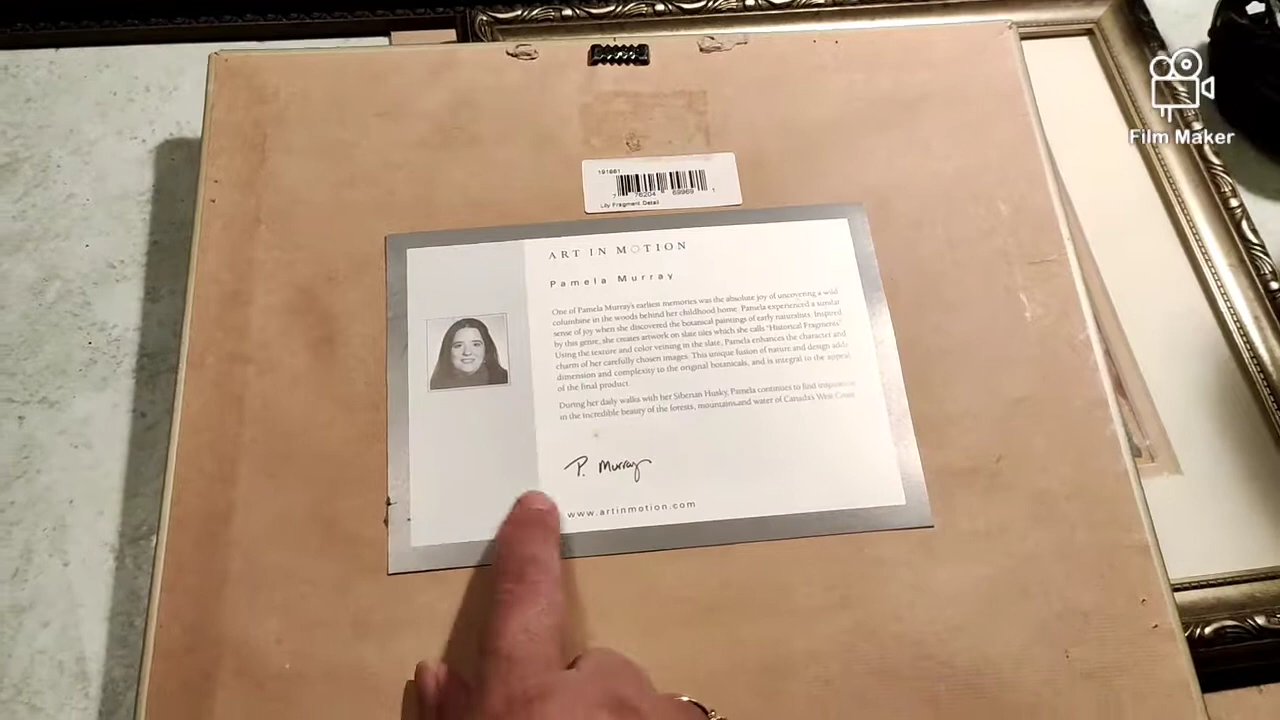 Film Maker
191661
7 76204 69969 1
Lily Fragment Detail
ART IN MOTION
Pamela Murray
One of Pamela Murray's earliest memories was the absolute joy of uncovering a wild
columbine in the woods behind her childhood home. Pamela experienced a similar
sense of joy when she discovered the botanical paintings of early naturalists. Inspired
by this genre, she creates artwork on slate tiles which she calls "Historical Fragments".
Using the texture and color veining in the slate, Pamela enhances the character and
charm of her carefully chosen images. This unique fusion of nature and design adds
dimension and complexity to the original botanicals, and is integral to the appeal
of the final product.
During her daily walks with her Siberian Husky, Pamela continues to find inspiration
in the incredible beauty of the forests, mountains and water of Canada's West Coast.
P. Murray
www.artinmotion.com